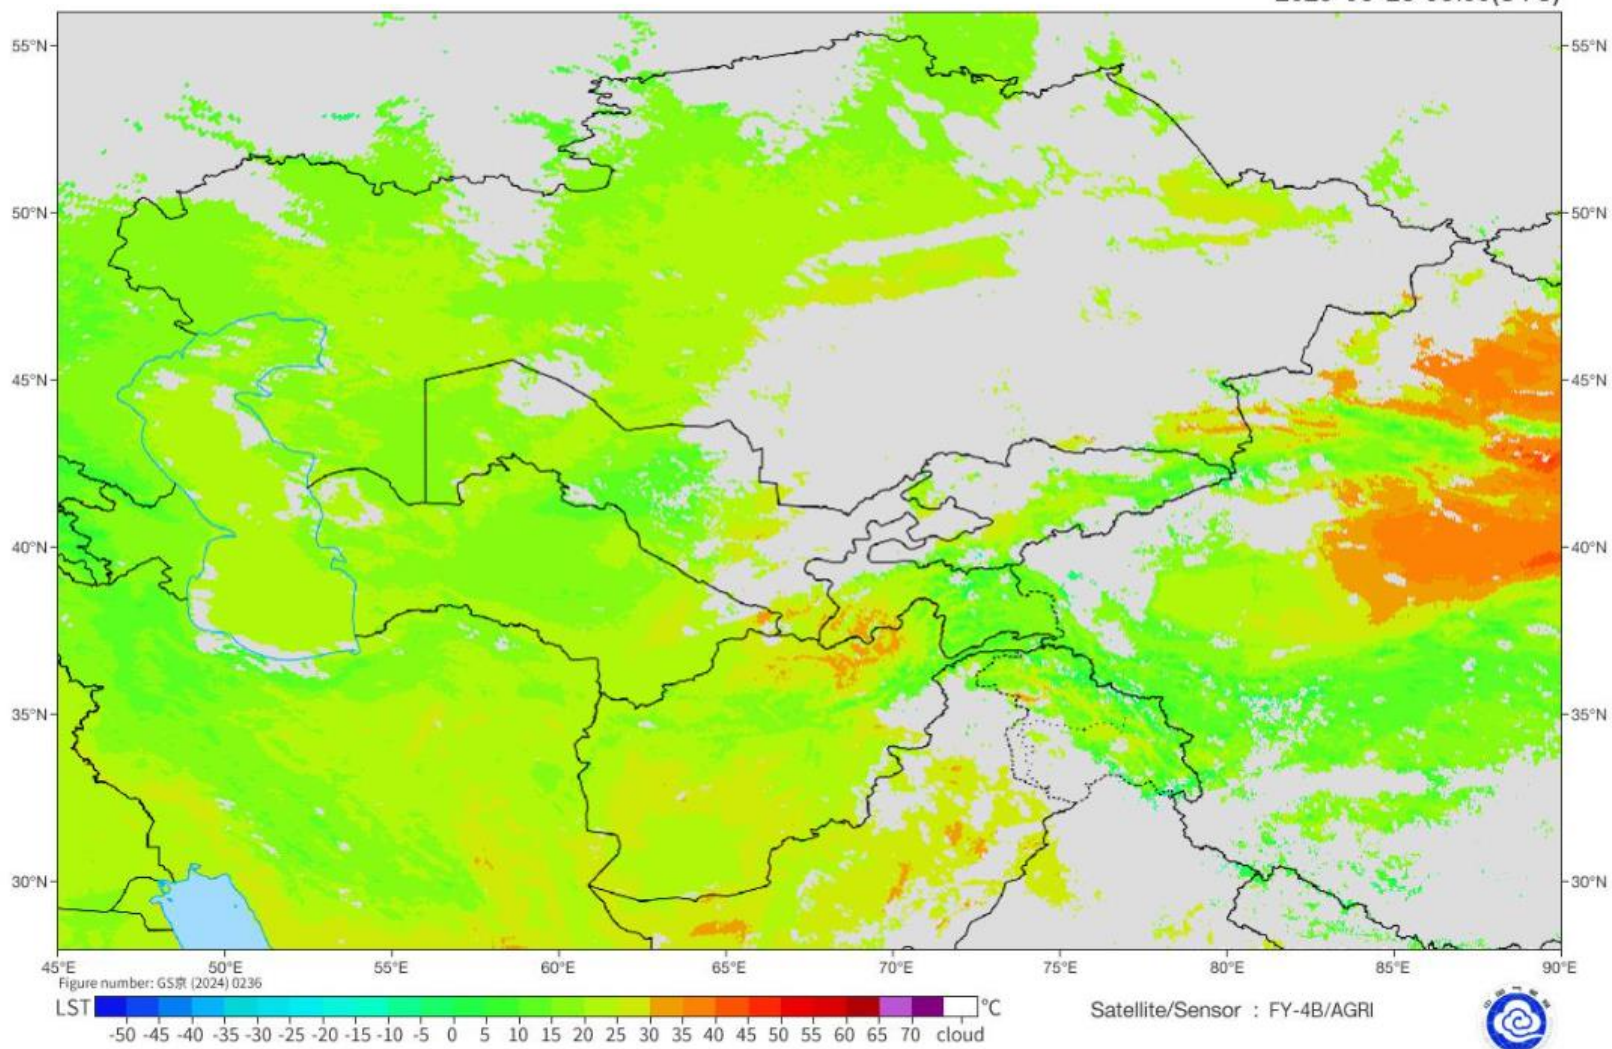 55°N 55°N
50°N 50°N
45°N 45°N
40°N 40°N
35°N 35°N
30°N 30°N
45°E 50°E 55°E 60°E 65°E 70°E 75°E 80°E 85°E 90°E
Figure number: GS京 (2024) 0236
LST °C
-50 -45 -40 -35 -30 -25 -20 -15 -10 -5 0 5 10 15 20 25 30 35 40 45 50 55 60 65 70 cloud
Satellite/Sensor : FY-4B/AGRI